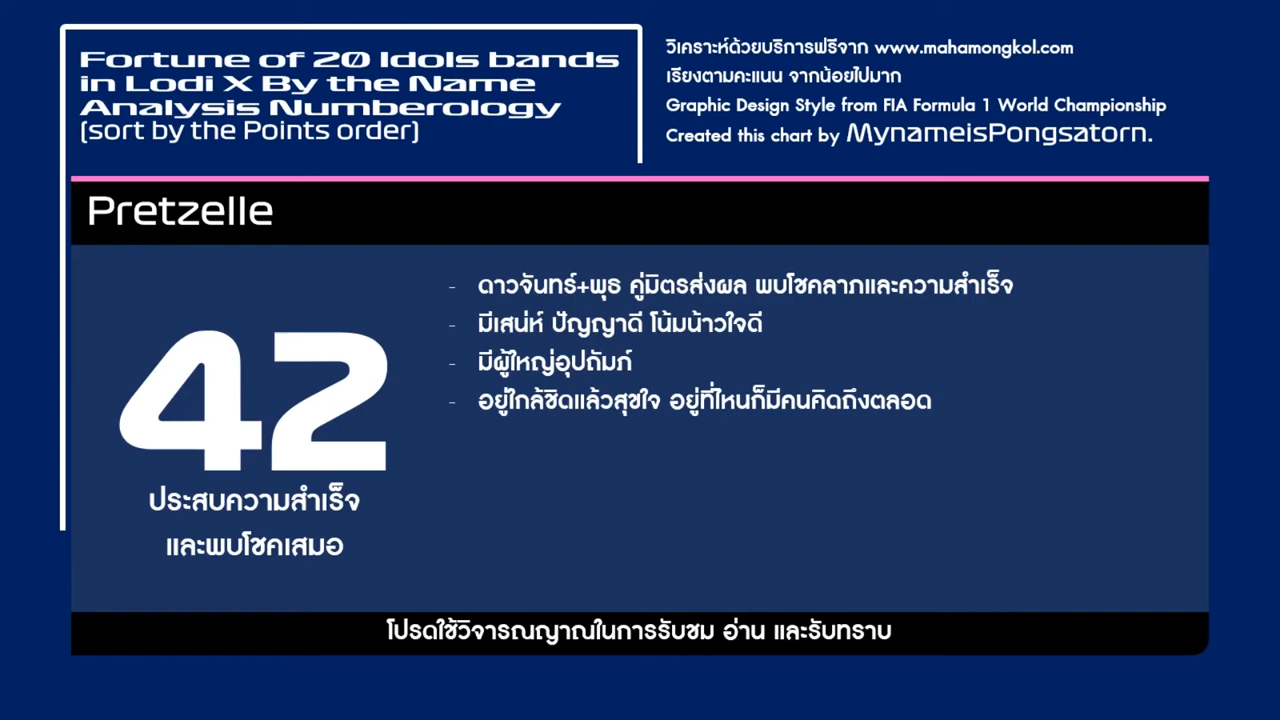 Fortune of 20 Idols bands
in Lodi X By the Name
Analysis Numberology
(sort by the Points order)
วิเคราะห์ด้วยบริการฟรีจาก www.mahamongkol.com
เรียงตามคะแนน จากน้อยไปมาก
Graphic Design Style from FIA Formula 1 World Championship
Created this chart by MynameisPongsatorn.
Pretzelle
42
ประสบความสำเร็จ
และพบโชคเสมอ
- ดาวจันทร์+พุธ คู่มิตรส่งผล พบโชคลาภและความสำเร็จ
- มีเสน่ห์ ปัญญาดี โน้มน้าวใจดี
- มีผู้ใหญ่อุปถัมภ์
- อยู่ใกล้ชิดแล้วสุขใจ อยู่ที่ไหนก็มีคนคิดถึงตลอด
โปรดใช้วิจารณญาณในการรับชม อ่าน และรับทราบ